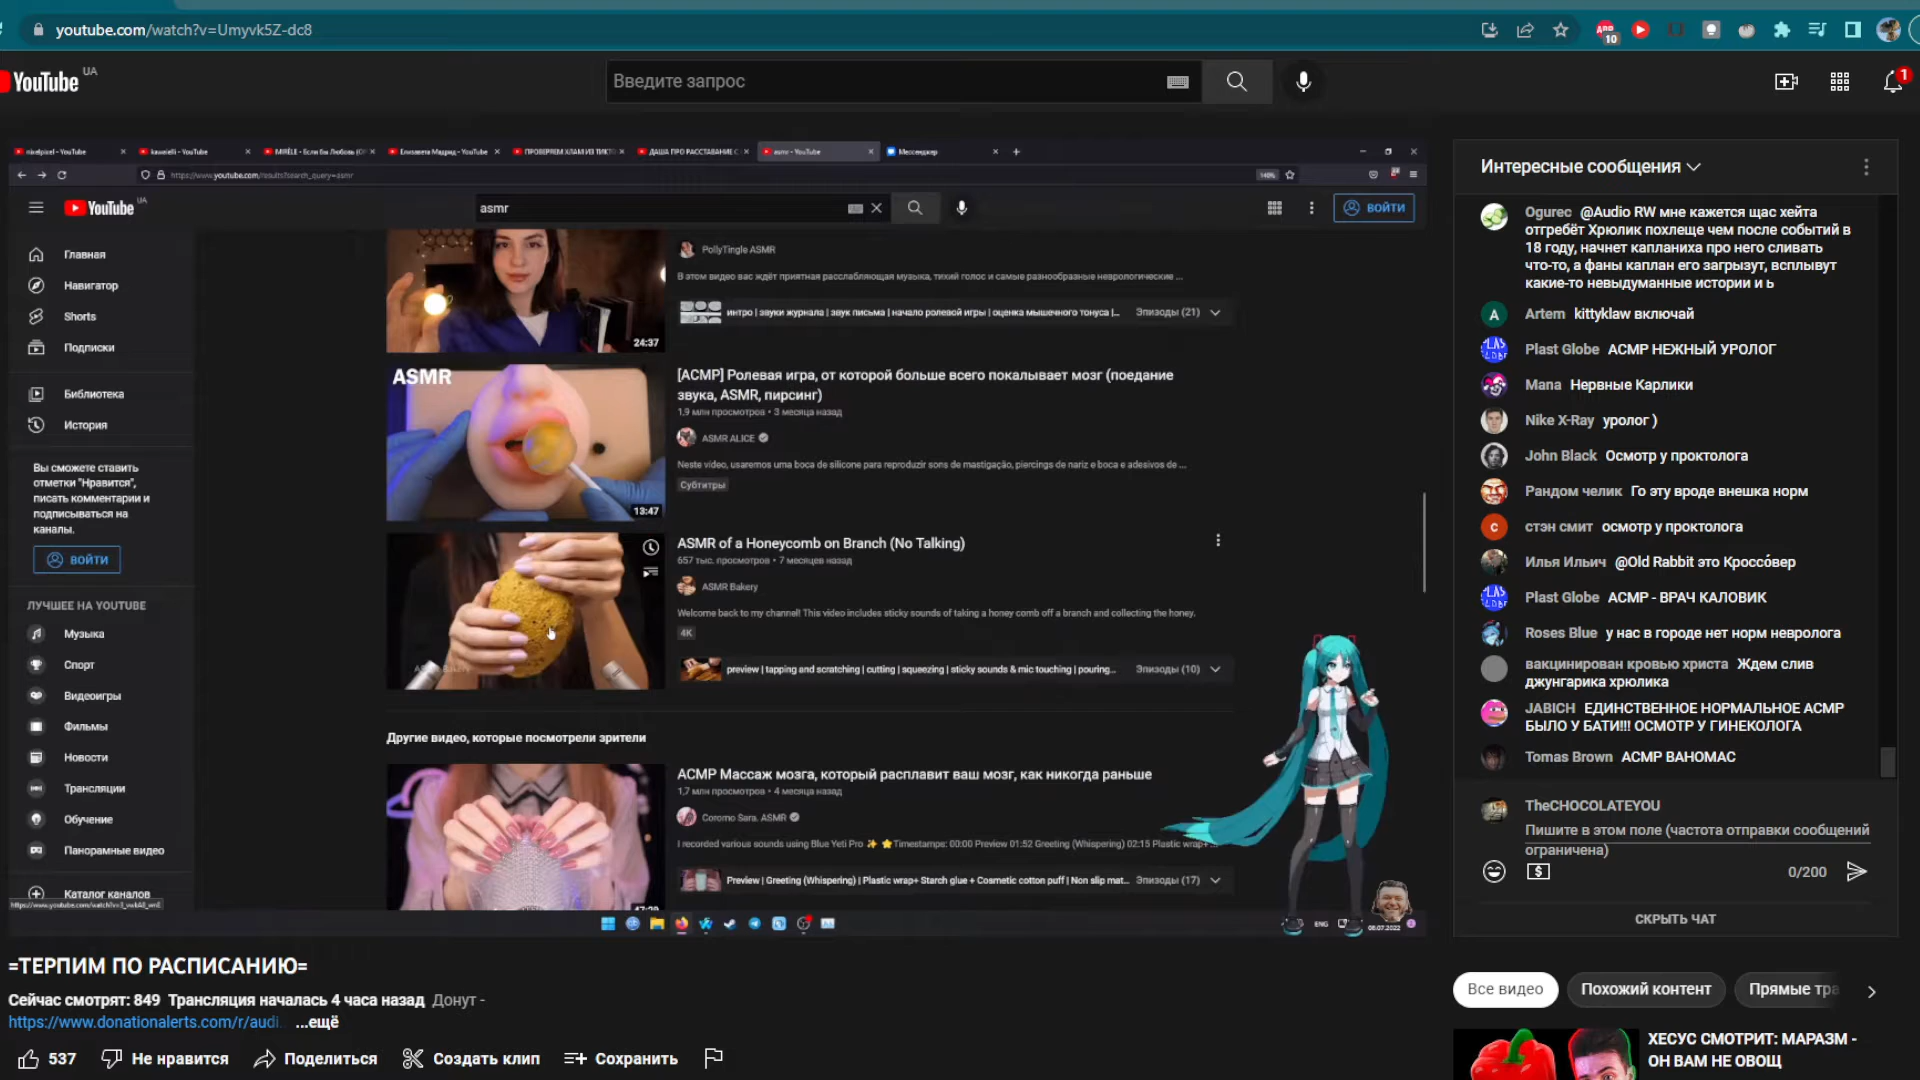 youtube.com/watch?v=Umyvk5Z-dc8
10
YouTube UA
Введите запрос
1
nixelpixel - YouTube
kaweielli - YouTube
MIRÈLE - Если бы Любовь (Of
Елизавета Мадрид - YouTube
ПРОВЕРЯЕМ ХЛАМ ИЗ ТИКТО
ДАША ПРО РАССТАВАНИЕ С
asmr - YouTube
Мессенджер
https://www.youtube.com/results?search_query=asmr
140%
YouTube UA
asmr
ВОЙТИ
Главная
Навигатор
Shorts
Подписки
Библиотека
История
Вы сможете ставить
отметки "Нравится",
писать комментарии и
подписываться на
каналы.
ВОЙТИ
ЛУЧШЕЕ НА YOUTUBE
Музыка
Спорт
Видеоигры
Фильмы
Новости
Трансляции
Обучение
Панорамные видео
Каталог каналов
24:37
PollyTingle ASMR
В этом видео вас ждёт приятная расслабляющая музыка, тихий голос и самые разнообразные неврологические ...
интро | звуки журнала | звук письма | начало ролевой игры | оценка мышечного тонуса |...
Эпизоды (21)
ASMR
13:47
[АСМР] Ролевая игра, от которой больше всего покалывает мозг (поедание
звука, ASMR, пирсинг)
1,9 млн просмотров • 3 месяца назад
ASMR ALICE
Neste video, usaremos uma boca de silicone para reproduzir sons de mastigação, piercings de nariz e boca e adesivos de ...
Субтитры
ASMR of a Honeycomb on Branch (No Talking)
657 тыс. просмотров • 7 месяцев назад
ASMR Bakery
Welcome back to my channel! This video includes sticky sounds of taking a honey comb off a branch and collecting the honey.
4K
preview | tapping and scratching | cutting | squeezing | sticky sounds & mic touching | pouring...
Эпизоды (10)
Другие видео, которые посмотрели зрители
АСМР Массаж мозга, который расплавит ваш мозг, как никогда раньше
1,7 млн просмотров • 4 месяца назад
Coromo Sara. ASMR
I recorded various sounds using Blue Yeti Pro ✨ ⭐Timestamps: 00:00 Preview 01:52 Greeting (Whispering) 02:15 Plastic wrap+
Preview | Greeting (Whispering) | Plastic wrap+ Starch glue + Cosmetic cotton puff | Non slip mat...
Эпизоды (17)
ENG
06.07.2022
Интересные сообщения
Ogurec @Audio RW мне кажется щас хейта
отгребёт Хрюлик похлеще чем после событий в
18 году, начнет капланиха про него сливать
что-то, а фаны каплан его загрызут, всплывут
какие-то невыдуманные истории и ь
A
Artem kittyklaw включай
Plast Globe АСМР НЕЖНЫЙ УРОЛОГ
Mana Нервные Карлики
Nike X-Ray уролог )
John Black Осмотр у проктолога
Рандом челик Го эту вроде внешка норм
с
стэн смит осмотр у проктолога
Илья Ильич @Old Rabbit это Кроссо́вер
Plast Globe АСМР - ВРАЧ КАЛОВИК
Roses Blue у нас в городе нет норм невролога
вакцинирован кровью христа Ждем слив
джунгарика хрюлика
JABICH ЕДИНСТВЕННОЕ НОРМАЛЬНОЕ АСМР
БЫЛО У БАТИ!!! ОСМОТР У ГИНЕКОЛОГА
Tomas Brown АСМР ВАНОМАС
TheCHOCOLATEYOU
Пишите в этом поле (частота отправки сообщений
ограничена)
0/200
СКРЫТЬ ЧАТ
=ТЕРПИМ ПО РАСПИСАНИЮ=
Сейчас смотрят: 849 Трансляция началась 4 часа назад Донут -
https://www.donationalerts.com/r/audi ...ещё
537
Не нравится
Поделиться
Создать клип
Сохранить
Все видео
Похожий контент
Прямые тра
ХЕСУС СМОТРИТ: МАРАЗМ -
ОН ВАМ НЕ ОВОЩ